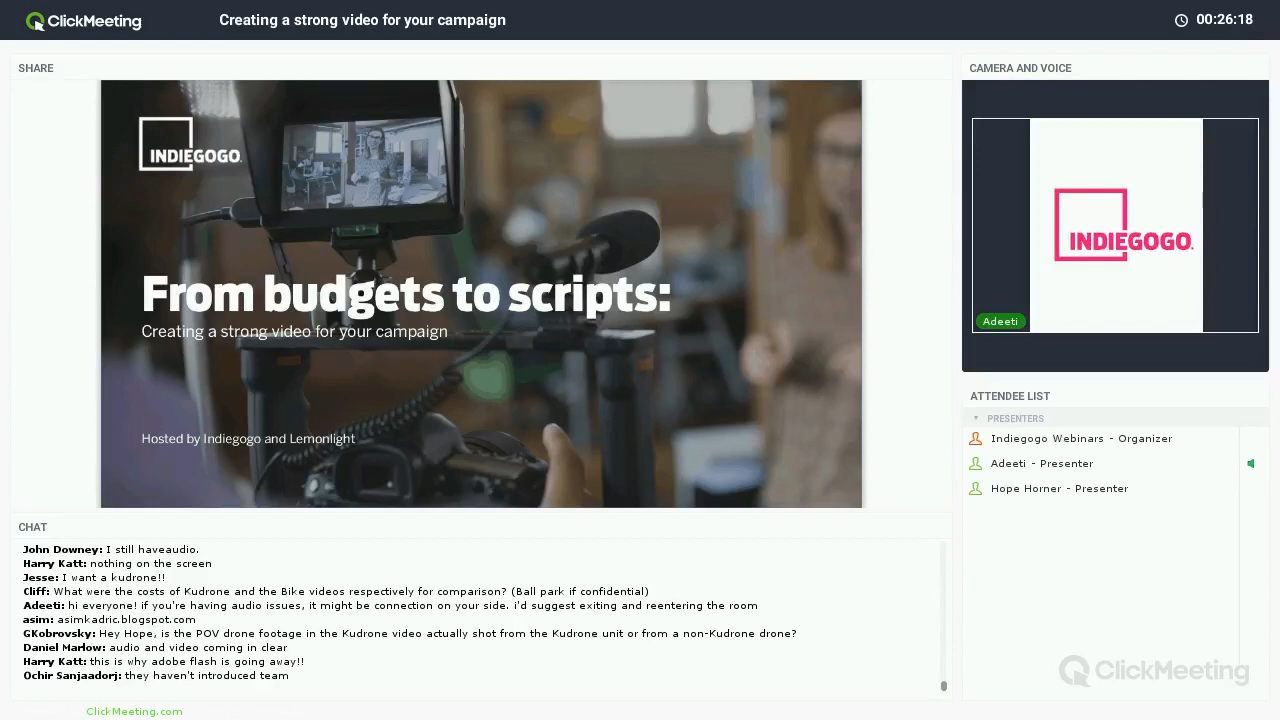 ClickMeeting
Creating a strong video for your campaign
00:26:18
SHARE
CAMERA AND VOICE
INDIEGOGO
From budgets to scripts:
Creating a strong video for your campaign
Hosted by Indiegogo and Lemonlight
INDIEGOGO
Adeeti
ATTENDEE LIST
PRESENTERS
Indiegogo Webinars - Organizer
Adeeti - Presenter
Hope Horner - Presenter
CHAT
John Downey: I still haveaudio.
Harry Katt: nothing on the screen
Jesse: I want a kudrone!!
Cliff: What were the costs of Kudrone and the Bike videos respectively for comparison? (Ball park if confidential)
Adeeti: hi everyone! if you're having audio issues, it might be connection on your side. i'd suggest exiting and reentering the room
asim: asimkadric.blogspot.com
GKobrovsky: Hey Hope, is the POV drone footage in the Kudrone video actually shot from the Kudrone unit or from a non-Kudrone drone?
Daniel Marlow: audio and video coming in clear
Harry Katt: this is why adobe flash is going away!!
Ochir Sanjaadorj: they haven't introduced team
ClickMeeting
ClickMeeting.com